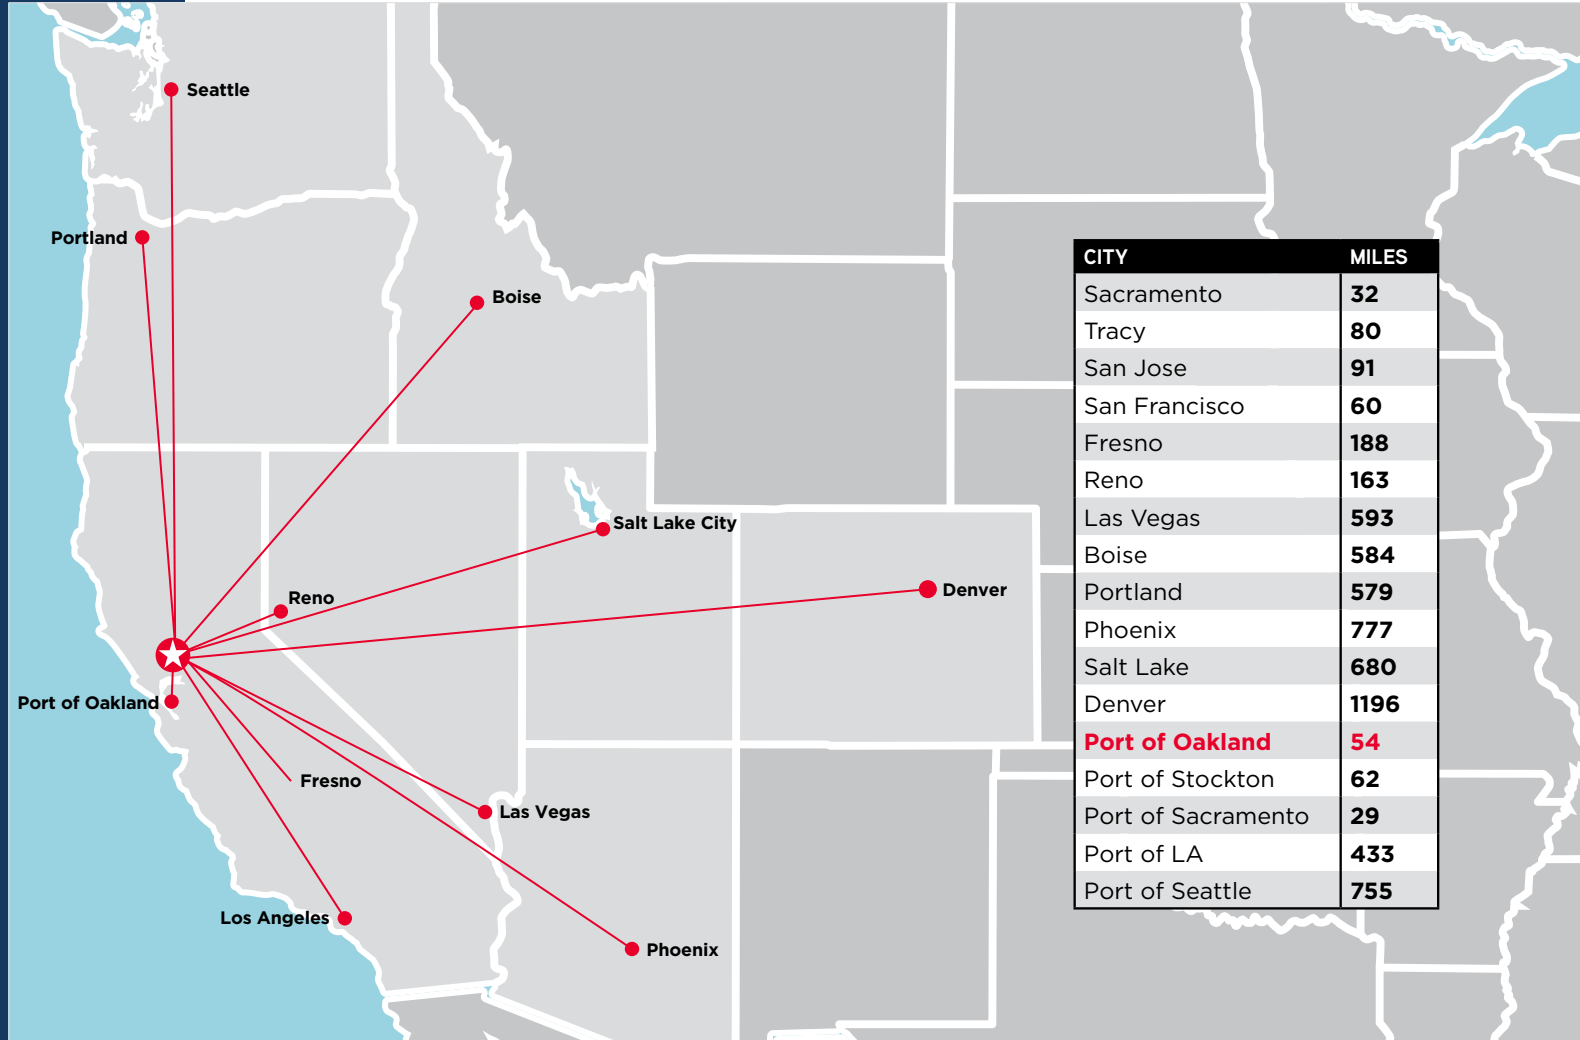 Seattle
Portland
Boise
Salt Lake City
Reno
Denver
Port of Oakland
Fresno
Las Vegas
Los Angeles
Phoenix
CITY MILES
Sacramento 32
Tracy 80
San Jose 91
San Francisco 60
Fresno 188
Reno 163
Las Vegas 593
Boise 584
Portland 579
Phoenix 777
Salt Lake 680
Denver 1196
Port of Oakland 54
Port of Stockton 62
Port of Sacramento 29
Port of LA 433
Port of Seattle 755